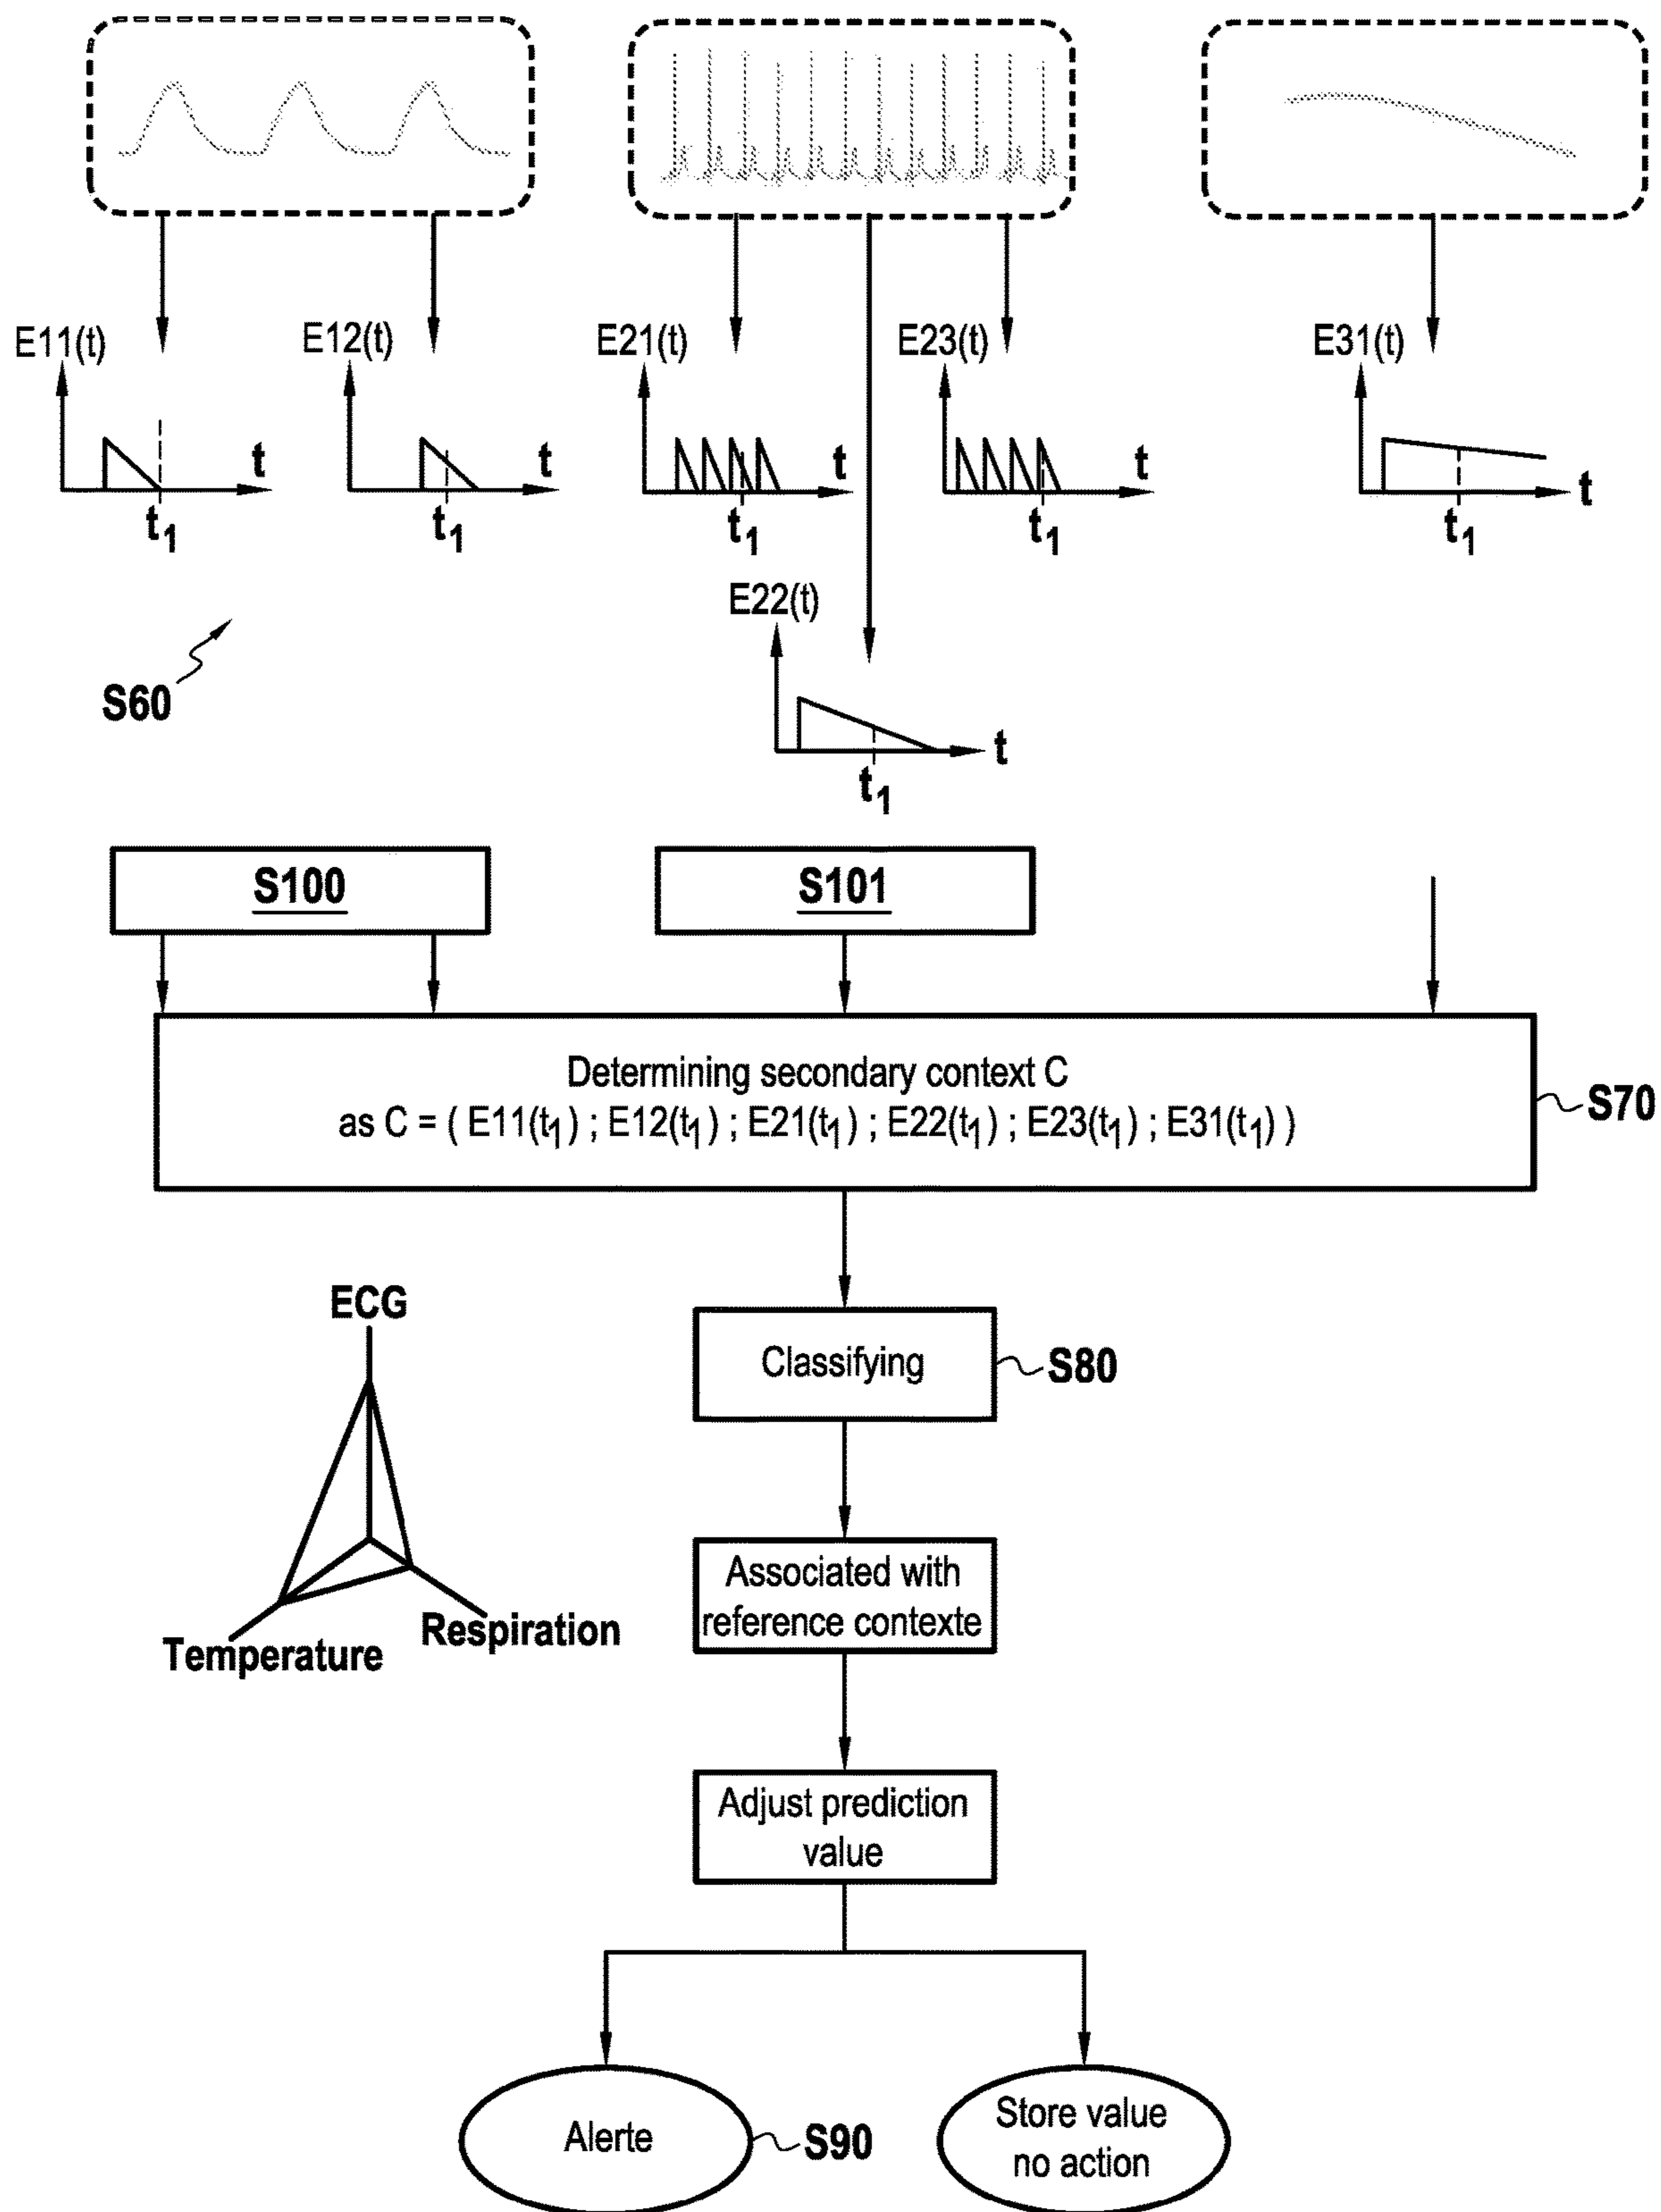 E11(t)
E12(t)
E21(t)
E23(t)
E31(t)
t
t
t
t
t
t₁
t₁
t₁
t₁
t₁
E22(t)
S60
t
t₁
S100
S101
Determining secondary context C
as C = ( E11(t₁) ; E12(t₁) ; E21(t₁) ; E22(t₁) ; E23(t₁) ; E31(t₁) )
S70
ECG
Classifying
S80
Associated with
reference contexte
Respiration
Temperature
Adjust prediction
value
Alerte
S90
Store value
no action